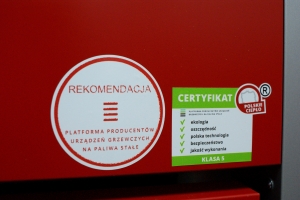 REKOMENDACJA
PLATFORMA PRODUCENTÓW
URZĄDZEŃ GRZEWCZYCH
NA PALIWA STAŁE
CERTYFIKAT
POLSKIE
CIEPŁO
®
ekologia
oszczędność
polska technologia
bezpieczeństwo
jakość wykonania
KLASA 5